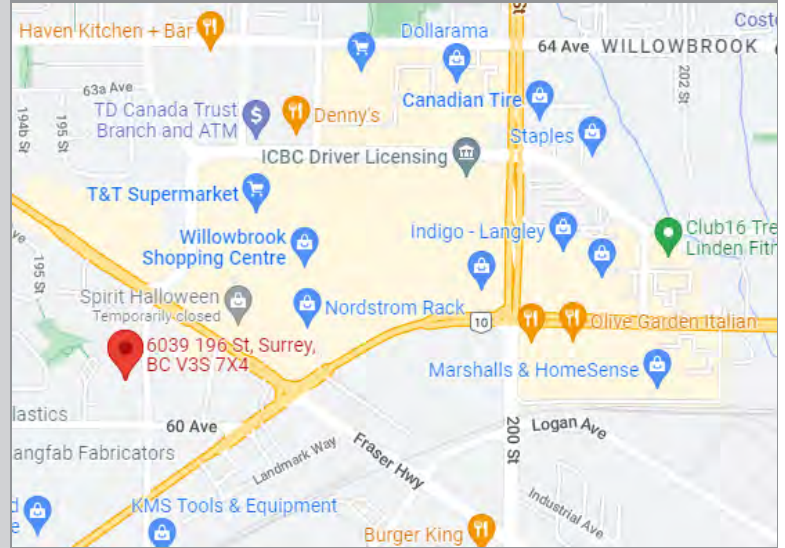 Haven Kitchen + Bar
Dollarama
St
64 Ave
WILLOWBROOK
63a Ave
202 St
TD Canada Trust
Branch and ATM
Denny's
Canadian Tire
Staples
194b St
195 St
ICBC Driver Licensing
T&T Supermarket
Willowbrook
Shopping Centre
Indigo - Langley
Club16 Tre
Linden Fitn
ve
195 St
Spirit Halloween
Temporarily closed
Nordstrom Rack
10
Olive Garden Italian
6039 196 St, Surrey,
BC V3S 7X4
Marshalls & HomeSense
lastics
60 Ave
200 St
Logan Ave
angfab Fabricators
Landmark Way
Fraser Hwy
Industrial Ave
KMS Tools & Equipment
Burger King